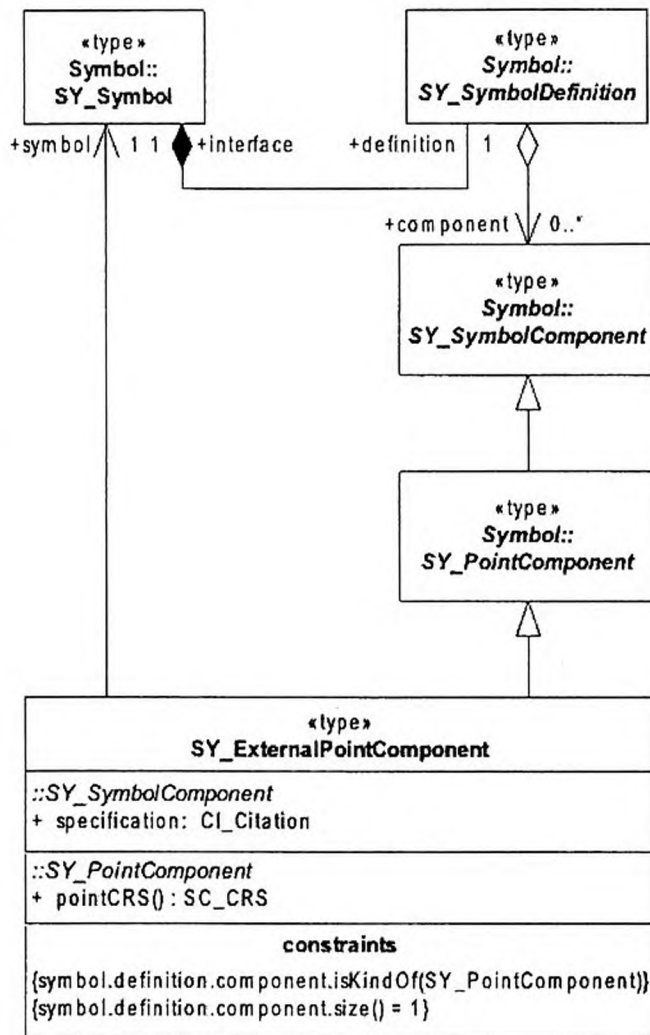 «type»
Symbol::
SY_Symbol
«type»
Symbol::
SY_SymbolDefinition
+symbol 1 1 +interface +definition 1
+component 0..*
«type»
Symbol::
SY_SymbolComponent
«type»
Symbol::
SY_PointComponent
«type»
SY_ExternalPointComponent
::SY_SymbolComponent
+ specification: CI_Citation
::SY_PointComponent
+ pointCRS() : SC_CRS
constraints
{symbol.definition.component.isKindOf(SY_PointComponent)}
{symbol.definition.component.size() = 1}